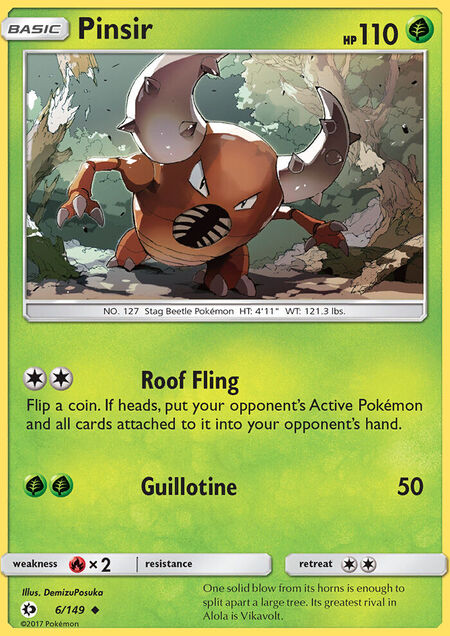 BASIC Pinsir HP 110
NO. 127 Stag Beetle Pokémon HT: 4'11" WT: 121.3 lbs.
Roof Fling
Flip a coin. If heads, put your opponent's Active Pokémon
and all cards attached to it into your opponent's hand.
Guillotine 50
weakness ×2 resistance retreat
Illus. DemizuPosuka
6/149
©2017 Pokémon
One solid blow from its horns is enough to
split apart a large tree. Its greatest rival in
Alola is Vikavolt.